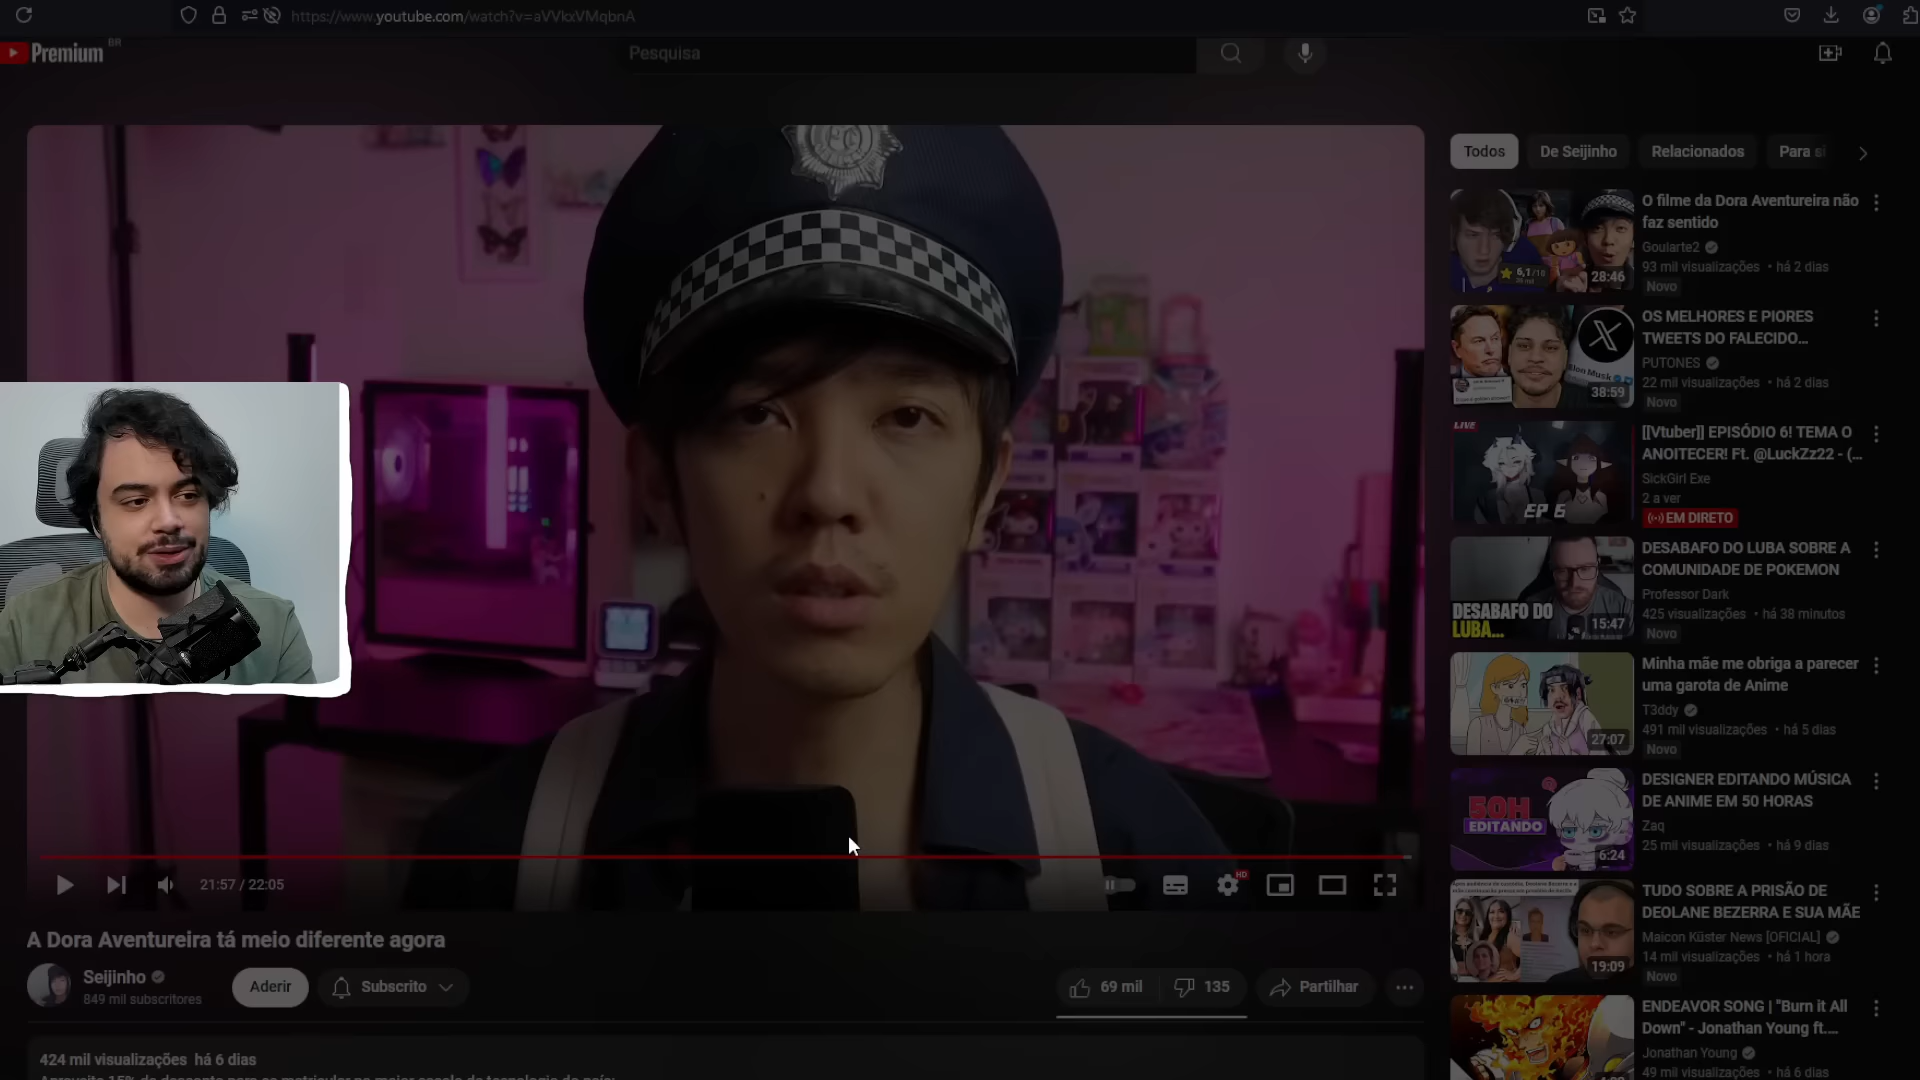 https://www.youtube.com/watch?v=aVVkxVMqbnA
Premium BR
Pesquisa
Todos
De Seijinho
Relacionados
Para si
O filme da Dora Aventureira não
faz sentido
Goularte2
93 mil visualizações • há 2 dias
Novo
6,1/10
28:46
OS MELHORES E PIORES
TWEETS DO FALECIDO...
PUTONES
22 mil visualizações • há 2 dias
Novo
Elon Musk
38:59
[[Vtuber]] EPISÓDIO 6! TEMA O
ANOITECER! Ft. @LuckZz22 - (...
SickGirl Exe
2 a ver
EM DIRETO
LIVE
EP 6
DESABAFO DO LUBA SOBRE A
COMUNIDADE DE POKEMON
Professor Dark
425 visualizações • há 38 minutos
Novo
DESABAFO DO
LUBA...
15:47
Minha mãe me obriga a parecer
uma garota de Anime
T3ddy
491 mil visualizações • há 5 dias
Novo
27:07
DESIGNER EDITANDO MÚSICA
DE ANIME EM 50 HORAS
Zaq
25 mil visualizações • há 9 dias
50H
EDITANDO
6:24
TUDO SOBRE A PRISÃO DE
DEOLANE BEZERRA E SUA MÃE
Maicon Küster News [OFICIAL]
14 mil visualizações • há 1 hora
Novo
19:09
ENDEAVOR SONG | "Burn it All
Down" - Jonathan Young ft....
Jonathan Young
49 mil visualizações • há 6 dias
21:57 / 22:05
HD
A Dora Aventureira tá meio diferente agora
Seijinho
849 mil subscritores
Aderir
Subscrito
69 mil
135
Partilhar
424 mil visualizações há 6 dias